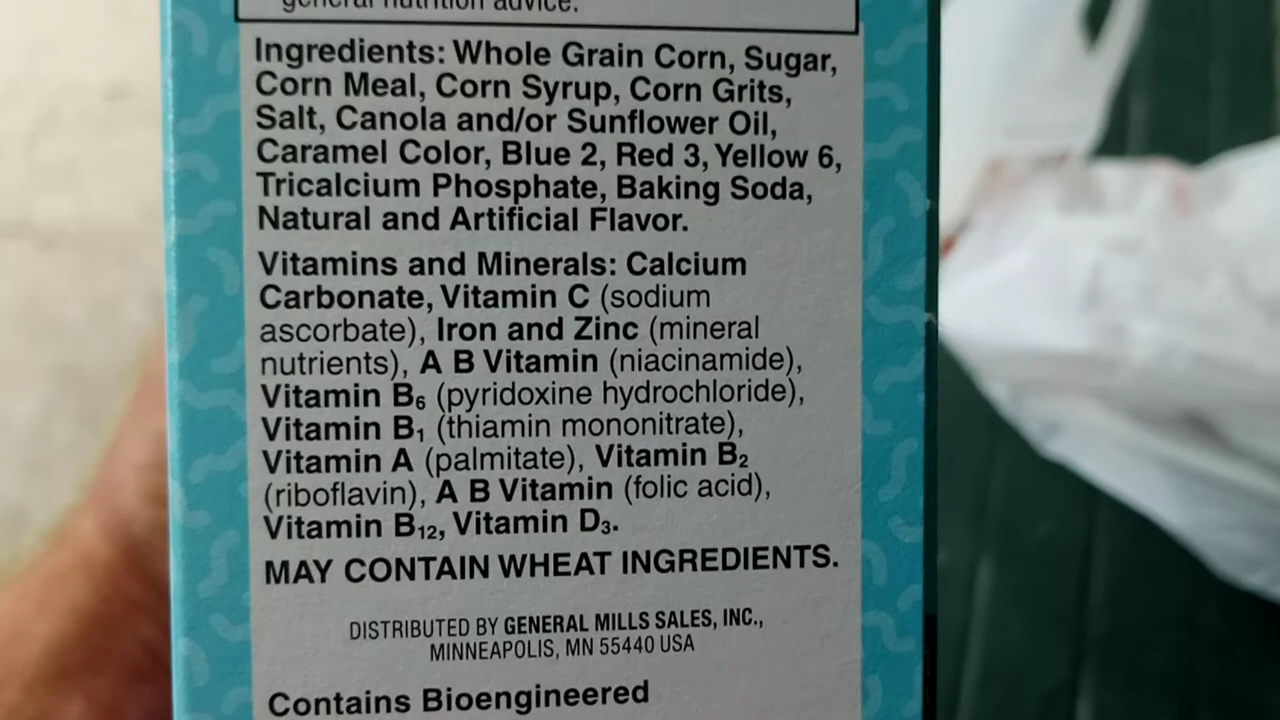 general nutrition advice.
Ingredients: Whole Grain Corn, Sugar,
Corn Meal, Corn Syrup, Corn Grits,
Salt, Canola and/or Sunflower Oil,
Caramel Color, Blue 2, Red 3, Yellow 6,
Tricalcium Phosphate, Baking Soda,
Natural and Artificial Flavor.
Vitamins and Minerals: Calcium
Carbonate, Vitamin C (sodium
ascorbate), Iron and Zinc (mineral
nutrients), A B Vitamin (niacinamide),
Vitamin B₆ (pyridoxine hydrochloride),
Vitamin B₁ (thiamin mononitrate),
Vitamin A (palmitate), Vitamin B₂
(riboflavin), A B Vitamin (folic acid),
Vitamin B₁₂, Vitamin D₃.
MAY CONTAIN WHEAT INGREDIENTS.
DISTRIBUTED BY GENERAL MILLS SALES, INC.,
MINNEAPOLIS, MN 55440 USA
Contains Bioengineered